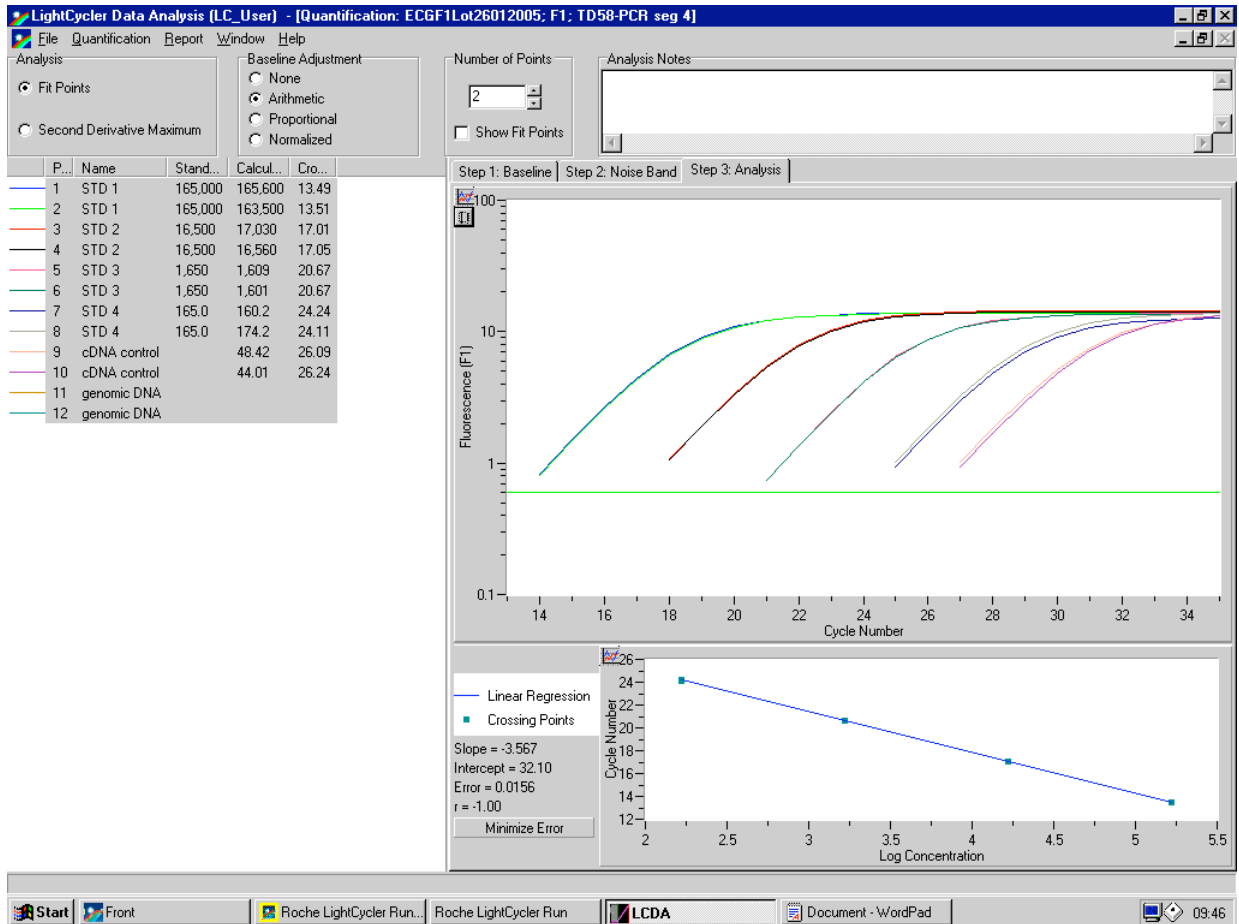 LightCycler Data Analysis (LC_User) - [Quantification: ECGF1Lot26012005; F1; TD58-PCR seg 4]
File Quantification Report Window Help
Analysis
Fit Points
Second Derivative Maximum
Baseline Adjustment
None
Arithmetic
Proportional
Normalized
Number of Points
2
Show Fit Points
Analysis Notes
P... Name Stand... Calcul... Cro...
1 STD 1 165,000 165,600 13.49
2 STD 1 165,000 163,500 13.51
3 STD 2 16,500 17,030 17.01
4 STD 2 16,500 16,560 17.05
5 STD 3 1,650 1,609 20.67
6 STD 3 1,650 1,601 20.67
7 STD 4 165.0 160.2 24.24
8 STD 4 165.0 174.2 24.11
9 cDNA control 48.42 26.09
10 cDNA control 44.01 26.24
11 genomic DNA
12 genomic DNA
Step 1: Baseline Step 2: Noise Band Step 3: Analysis
100
10
1
0.1
Fluorescence (F1)
14 16 18 20 22 24 26 28 30 32 34
Cycle Number
Linear Regression
Crossing Points
Slope = -3.567
Intercept = 32.10
Error = 0.0156
r = -1.00
Minimize Error
26
24
22
20
18
16
14
12
Cycle Number
2 2.5 3 3.5 4 4.5 5 5.5
Log Concentration
Start Front Roche LightCycler Run... Roche LightCycler Run LCDA Document - WordPad 09:46